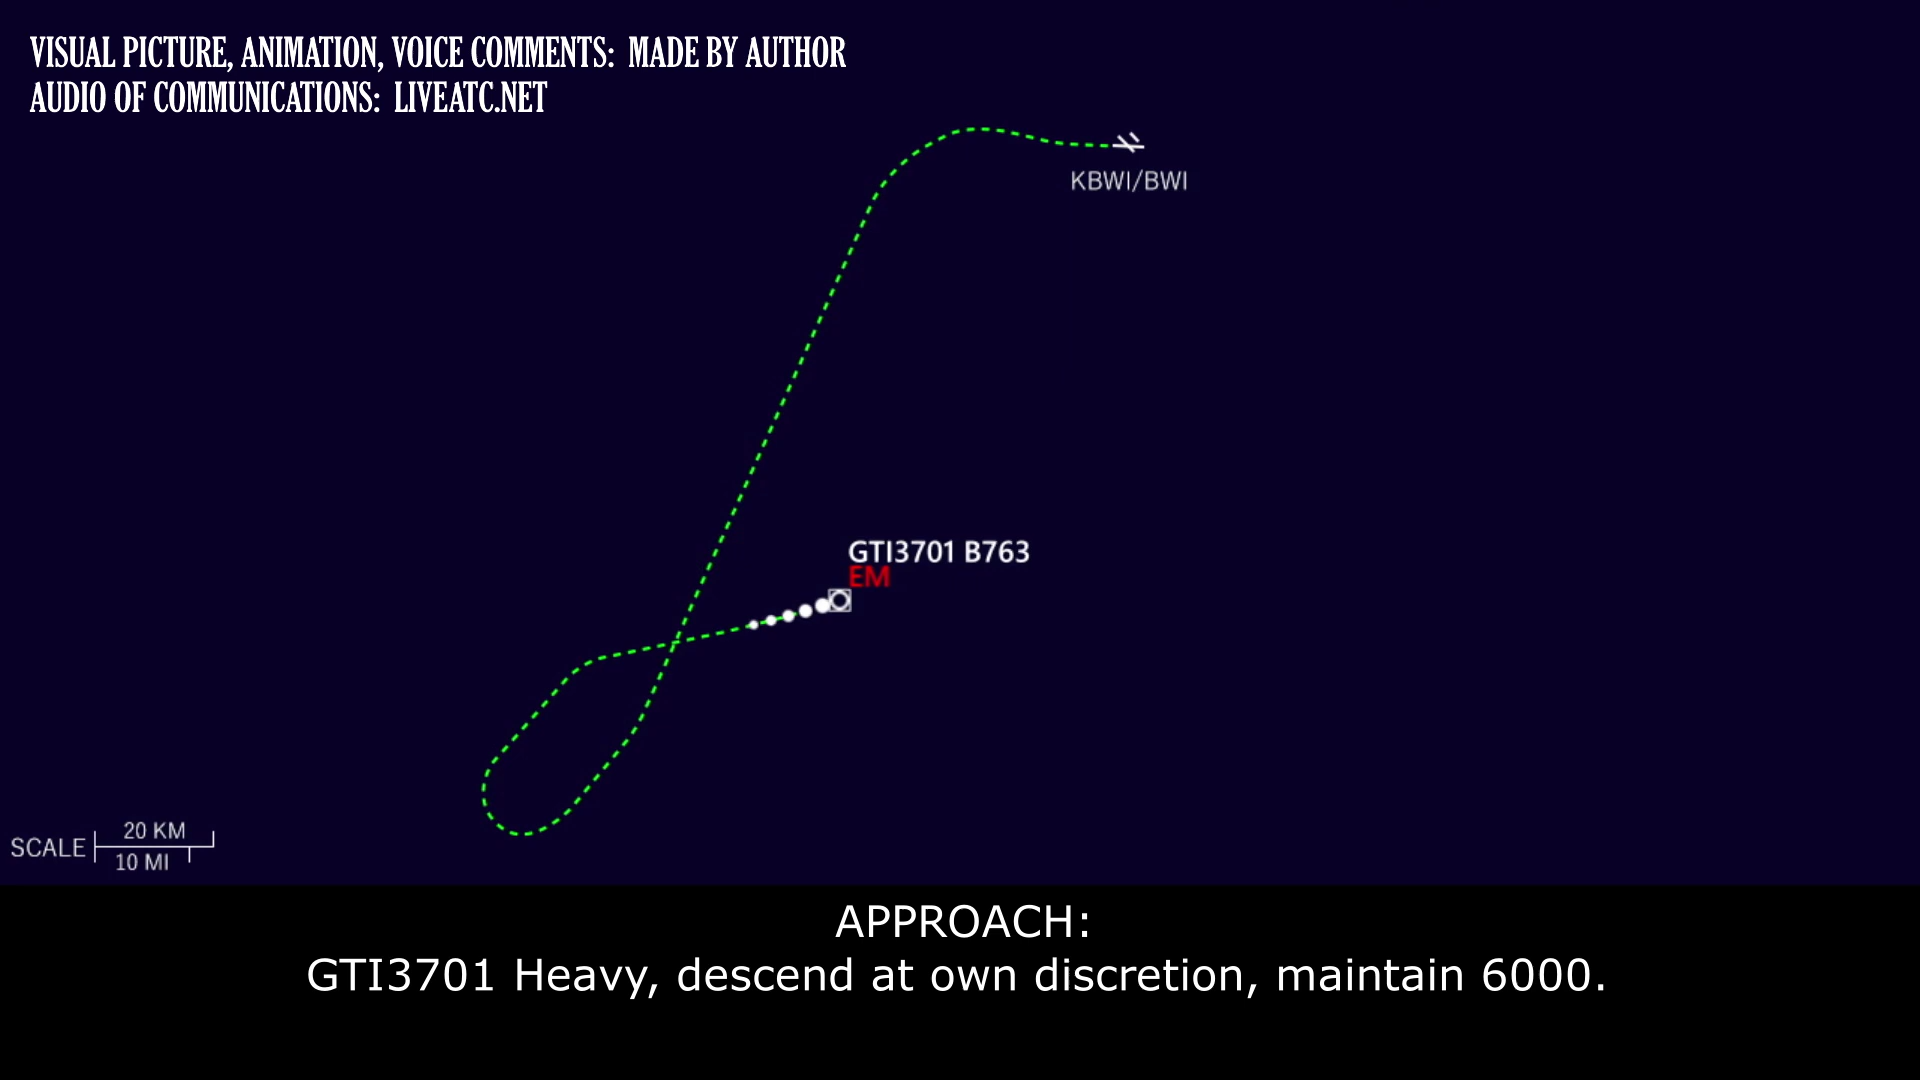 VISUAL PICTURE, ANIMATION, VOICE COMMENTS: MADE BY AUTHOR
AUDIO OF COMMUNICATIONS: LIVEATC.NET
KBWI/BWI
GTI3701 B763
EM
20 KM
SCALE
10 MI
APPROACH:
GTI3701 Heavy, descend at own discretion, maintain 6000.